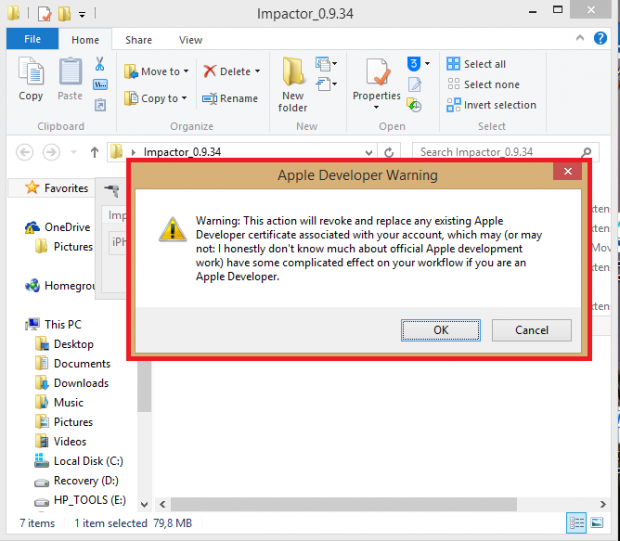 Impactor_0.9.34
File Home Share View
Copy
Paste
Move to
Copy to
Delete
Rename
New
folder
Properties
Select all
Select none
Invert selection
Clipboard
Organize
New
Open
Select
Impactor_0.9.34
Search Impactor_0.9.34
Apple Developer Warning
Warning: This action will revoke and replace any existing Apple
Developer certificate associated with your account, which may (or may
not: I honestly don't know much about official Apple development
work) have some complicated effect on your workflow if you are an
Apple Developer.
OK
Cancel
Favorites
OneDrive
Pictures
This PC
Desktop
Documents
Downloads
Music
Pictures
Videos
Local Disk (C:)
Recovery (D:)
HP_TOOLS (E:)
7 items 1 item selected 79,8 MB